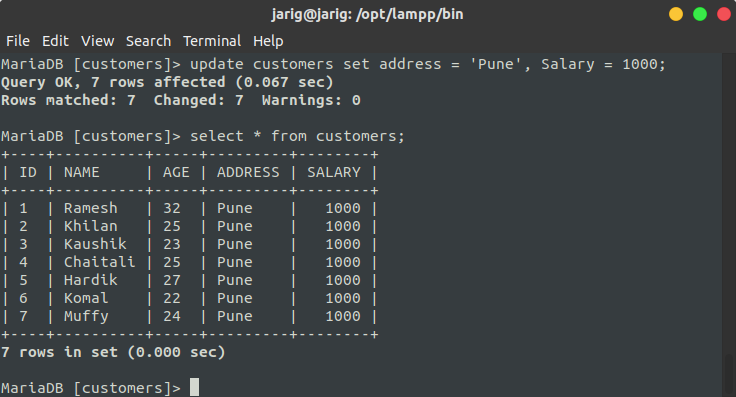 jarig@jarig: /opt/lampp/bin
File Edit View Search Terminal Help
MariaDB [customers]> update customers set address = 'Pune', Salary = 1000;
Query OK, 7 rows affected (0.067 sec)
Rows matched: 7  Changed: 7  Warnings: 0

MariaDB [customers]> select * from customers;
+----+----------+-----+---------+--------+
| ID | NAME     | AGE | ADDRESS | SALARY |
+----+----------+-----+---------+--------+
| 1  | Ramesh   | 32  | Pune    |   1000 |
| 2  | Khilan   | 25  | Pune    |   1000 |
| 3  | Kaushik  | 23  | Pune    |   1000 |
| 4  | Chaitali | 25  | Pune    |   1000 |
| 5  | Hardik   | 27  | Pune    |   1000 |
| 6  | Komal    | 22  | Pune    |   1000 |
| 7  | Muffy    | 24  | Pune    |   1000 |
+----+----------+-----+---------+--------+
7 rows in set (0.000 sec)

MariaDB [customers]>